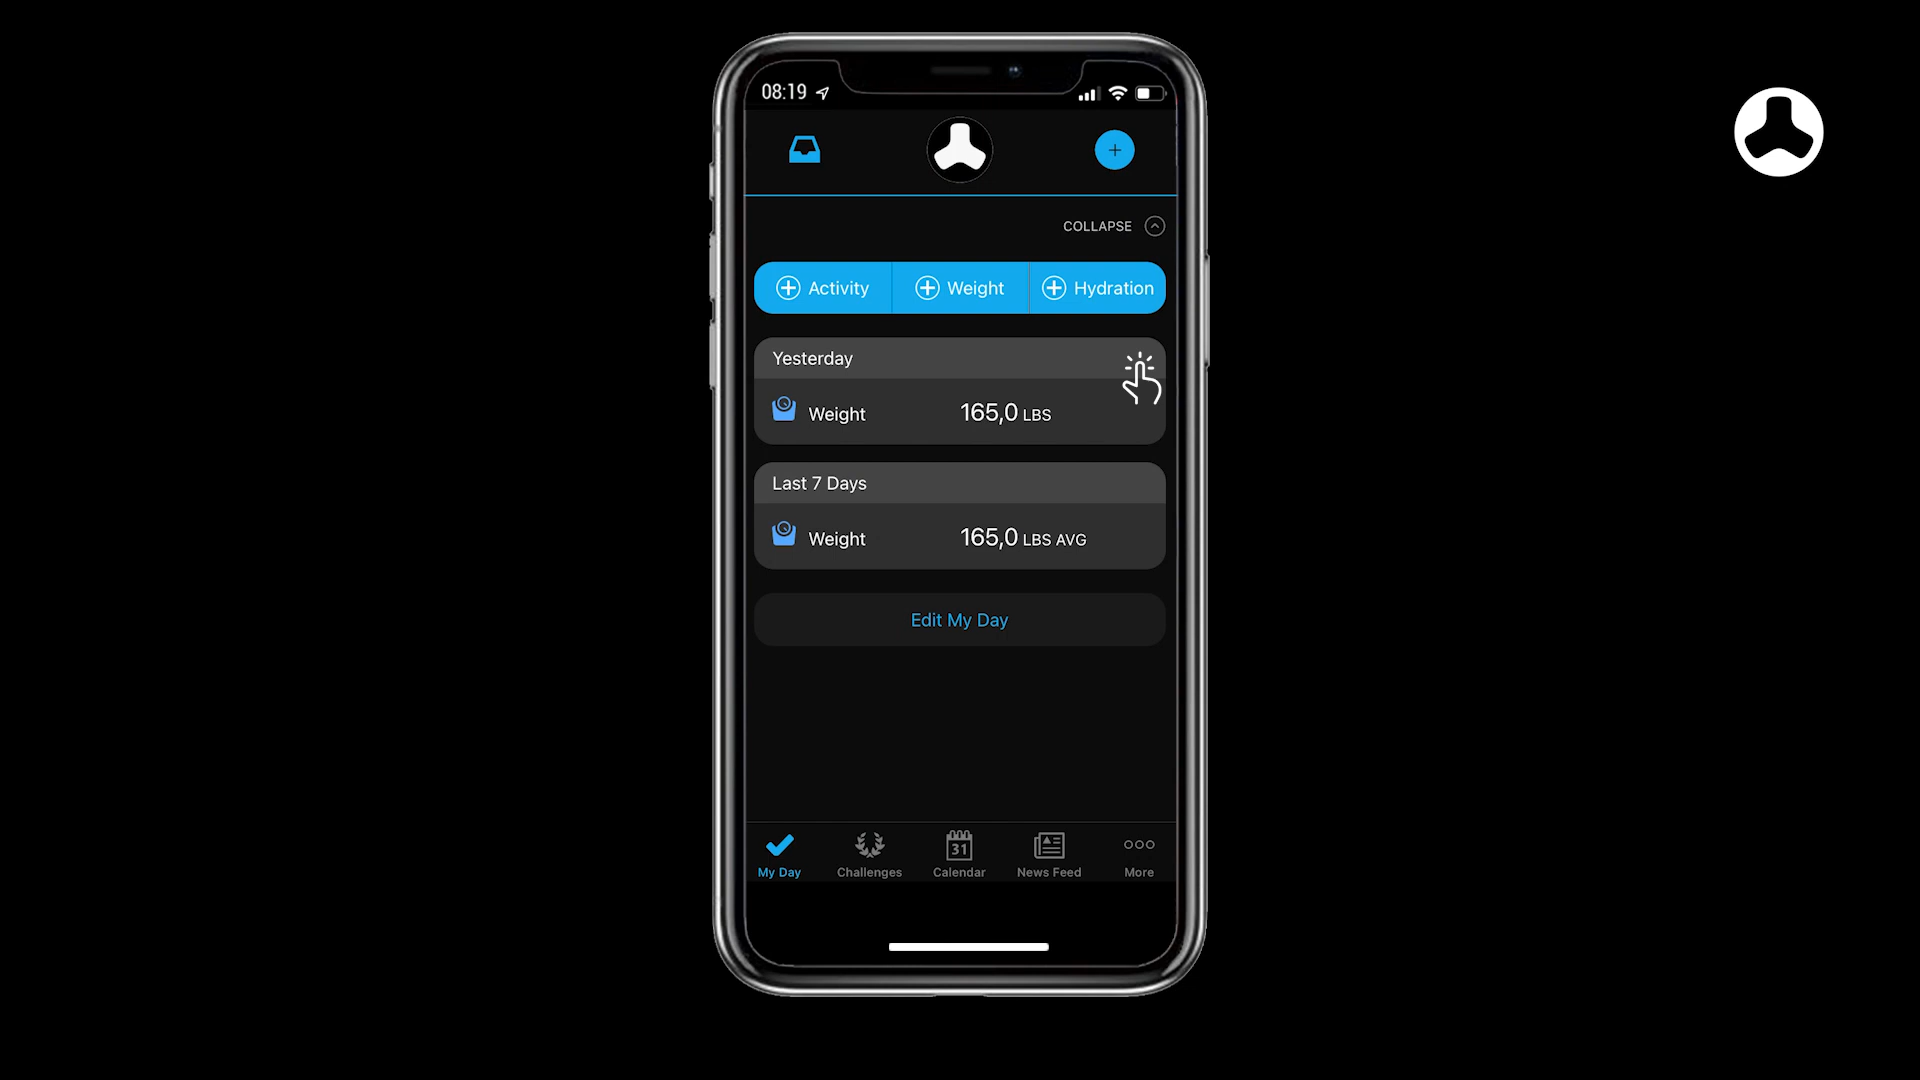 08:19
COLLAPSE
Activity Weight Hydration
Yesterday
Weight 165,0 LBS
Last 7 Days
Weight 165,0 LBS AVG
Edit My Day
31
My Day Challenges Calendar News Feed More